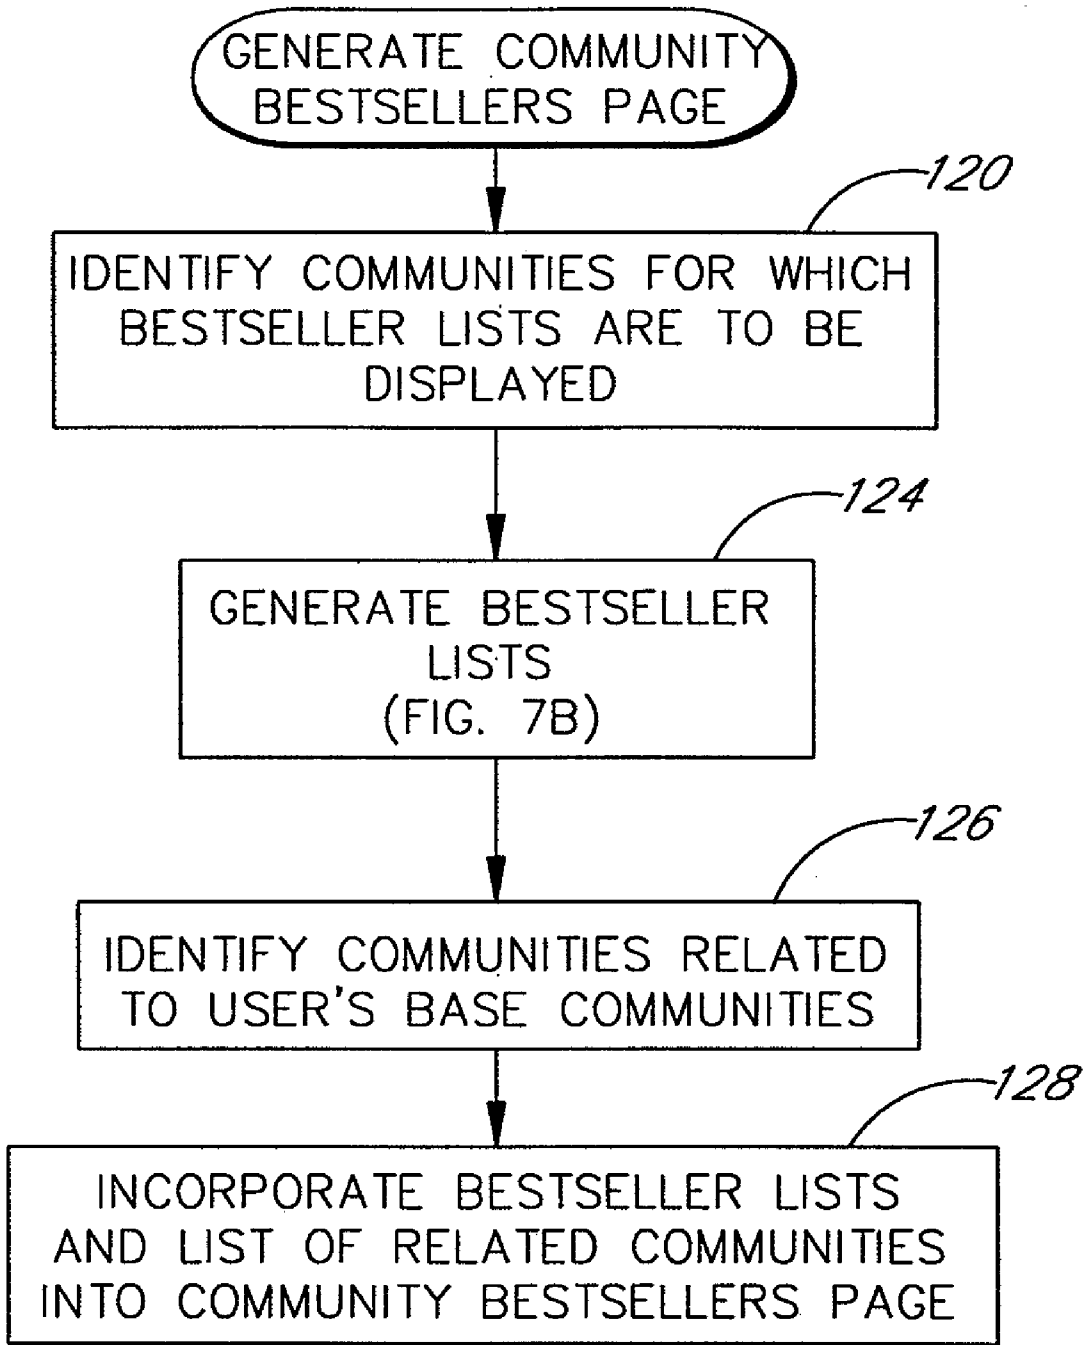 GENERATE COMMUNITY
BESTSELLERS PAGE
120
IDENTIFY COMMUNITIES FOR WHICH
BESTSELLER LISTS ARE TO BE
DISPLAYED
124
GENERATE BESTSELLER
LISTS
(FIG. 7B)
126
IDENTIFY COMMUNITIES RELATED
TO USER'S BASE COMMUNITIES
128
INCORPORATE BESTSELLER LISTS
AND LIST OF RELATED COMMUNITIES
INTO COMMUNITY BESTSELLERS PAGE